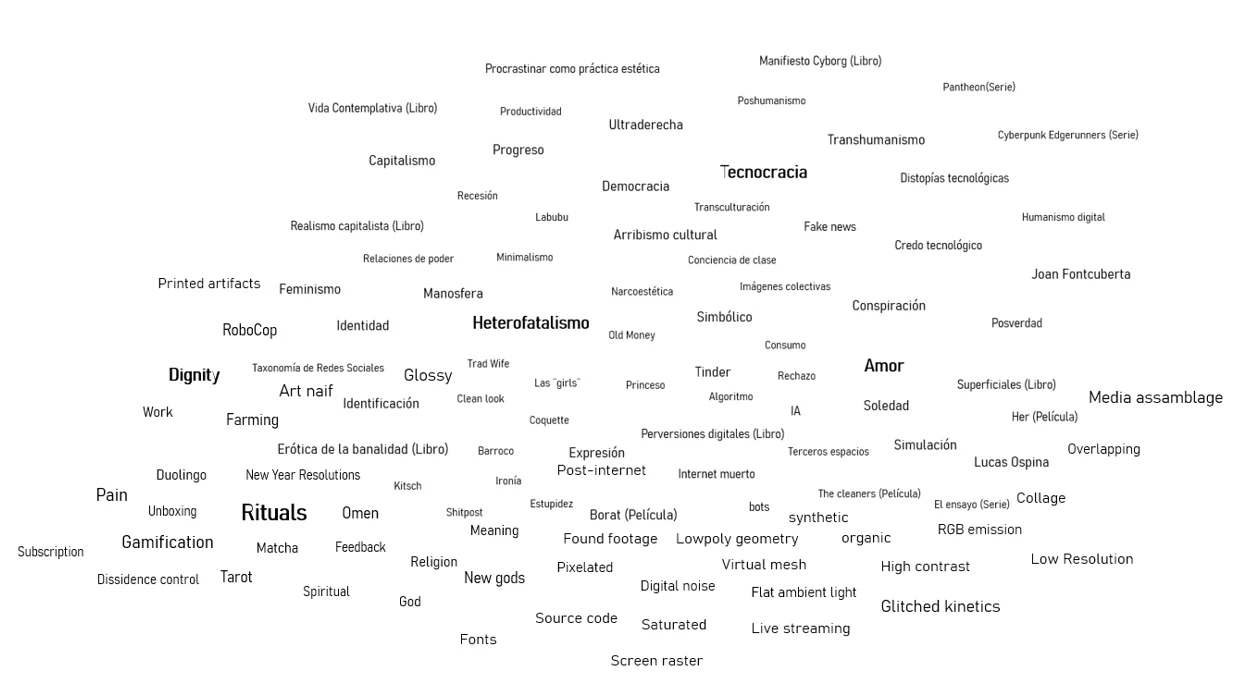 Manifiesto Cyborg (Libro)
Procrastinar como práctica estética
Pantheon(Serie)
Poshumanismo
Vida Contemplativa (Libro)
Productividad
Ultraderecha
Cyberpunk Edgerunners (Serie)
Transhumanismo
Progreso
Capitalismo
Tecnocracia
Distopías tecnológicas
Democracia
Recesión
Transculturación
Labubu
Humanismo digital
Realismo capitalista (Libro)
Fake news
Arribismo cultural
Credo tecnológico
Relaciones de poder
Minimalismo
Conciencia de clase
Joan Fontcuberta
Printed artifacts
Feminismo
Manosfera
Narcoestética
Imágenes colectivas
Conspiración
Simbólico
RoboCop
Identidad
Heterofatalismo
Posverdad
Old Money
Consumo
Trad Wife
Amor
Taxonomía de Redes Sociales
Dignity
Glossy
Tinder
Rechazo
Las ¨girls¨
Princeso
Superficiales (Libro)
Art naif
Clean look
Algoritmo
Media assamblage
Identificación
Soledad
Work
IA
Her (Película)
Farming
Coquette
Perversiones digitales (Libro)
Simulación
Erótica de la banalidad (Libro)
Barroco
Expresión
Terceros espacios
Overlapping
Lucas Ospina
Post-internet
Duolingo
New Year Resolutions
Internet muerto
Ironía
Kitsch
Pain
The cleaners (Película)
Collage
Estupidez
El ensayo (Serie)
bots
Unboxing
Rituals
Omen
Shitpost
Borat (Película)
synthetic
Meaning
RGB emission
Gamification
Found footage
Lowpoly geometry
organic
Matcha
Feedback
Subscription
Religion
Low Resolution
Virtual mesh
High contrast
Pixelated
Dissidence control
Tarot
New gods
Digital noise
Spiritual
Flat ambient light
God
Glitched kinetics
Source code
Saturated
Live streaming
Fonts
Screen raster